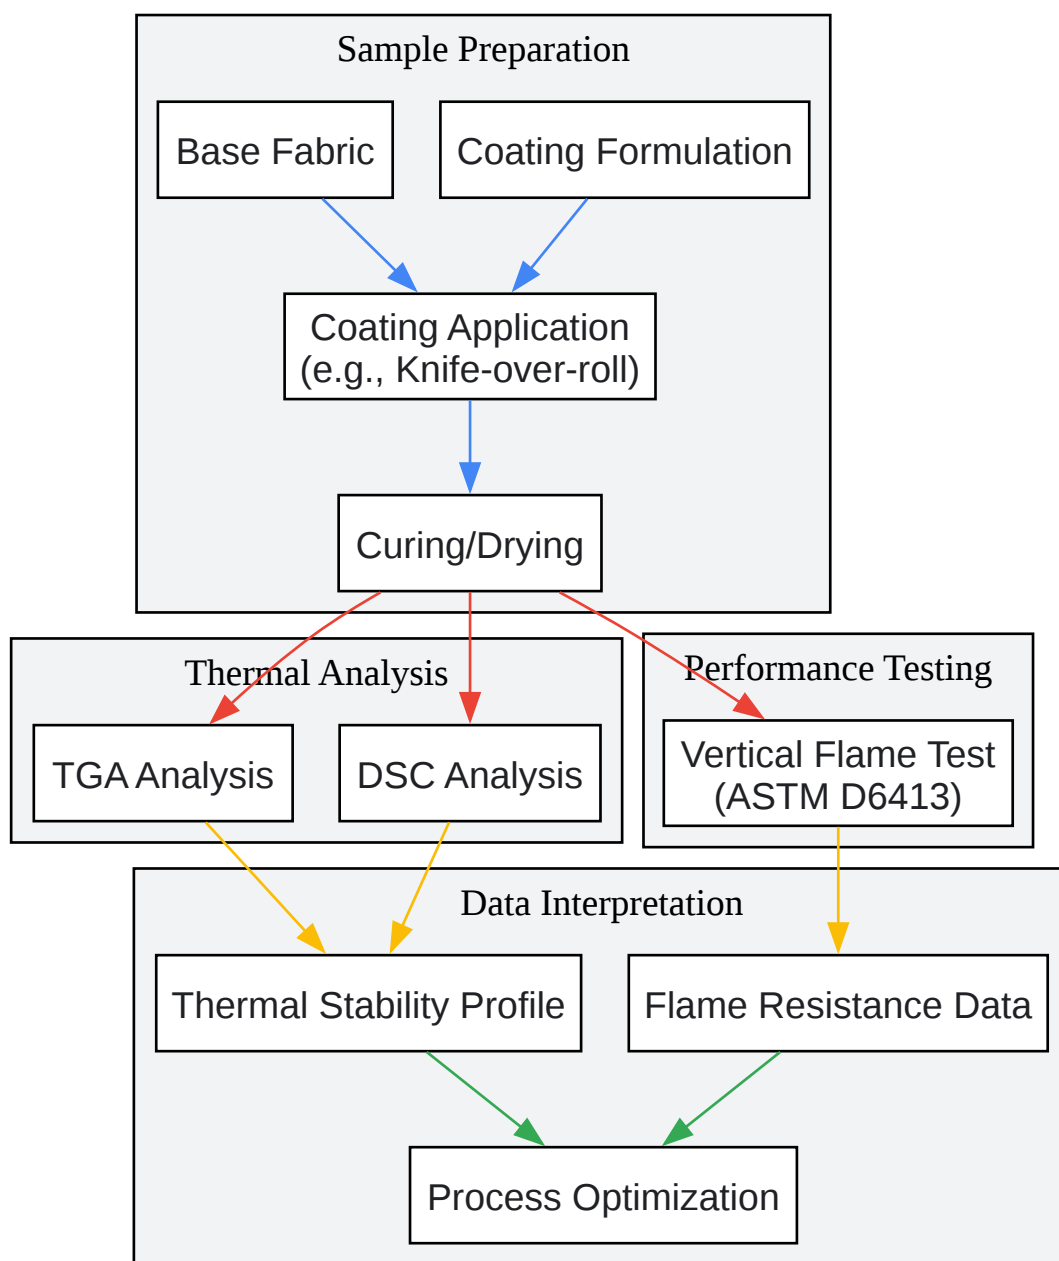 Sample Preparation
Base Fabric
Coating Formulation
Coating Application
(e.g., Knife-over-roll)
Curing/Drying
Thermal Analysis
Performance Testing
TGA Analysis
DSC Analysis
Vertical Flame Test
(ASTM D6413)
Data Interpretation
Thermal Stability Profile
Flame Resistance Data
Process Optimization